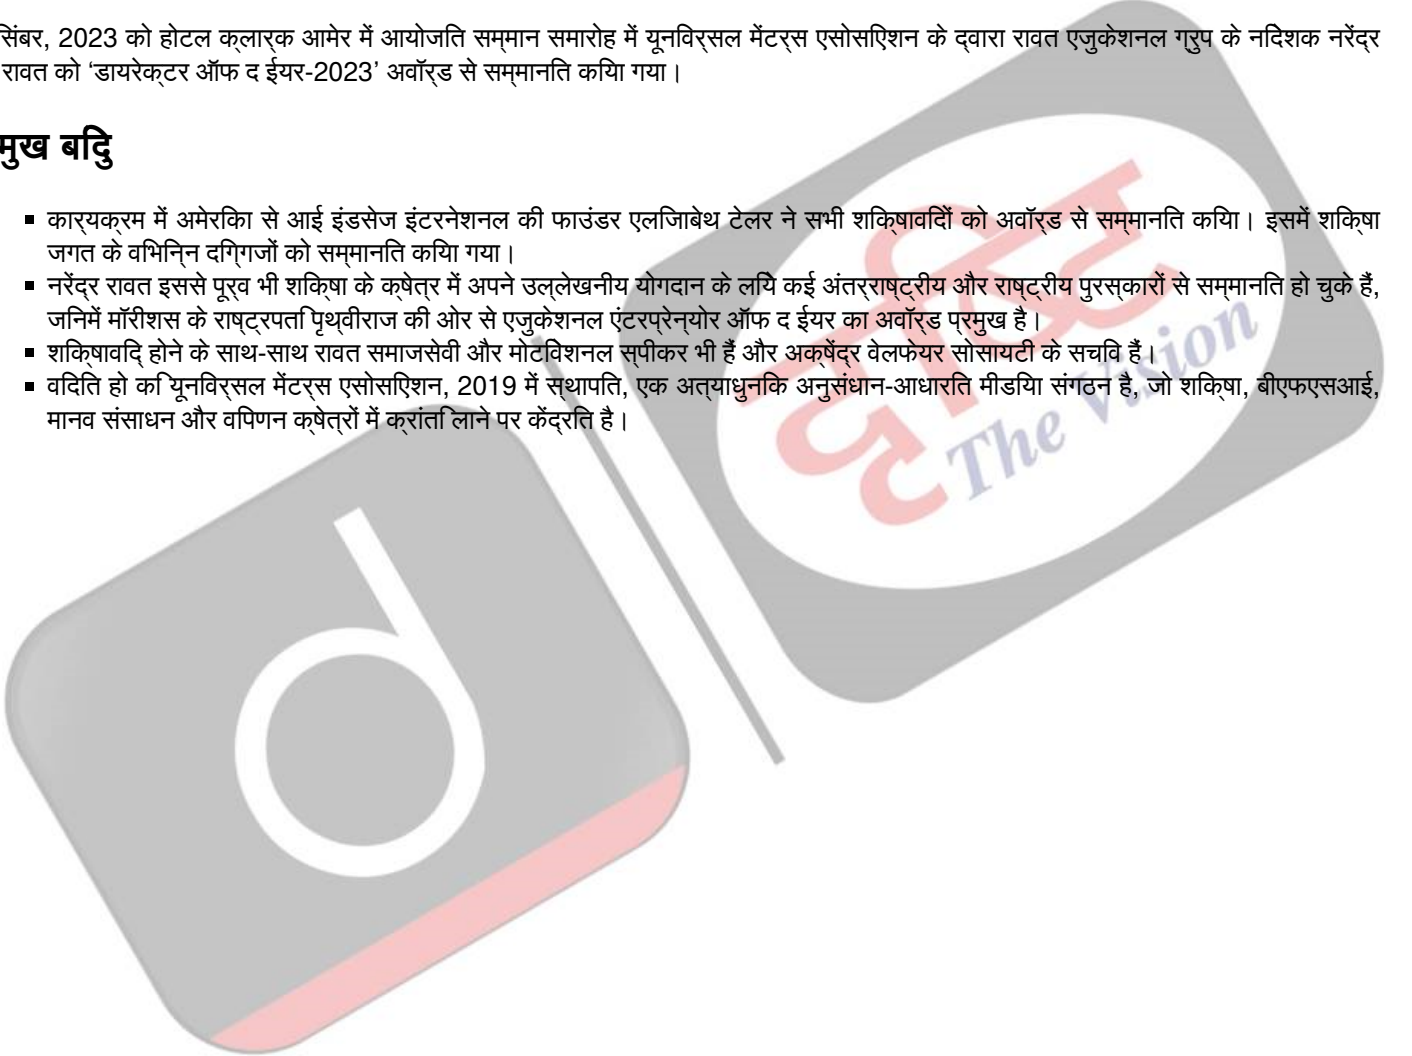 सिंबर, 2023 को होटल क्लार्क आमेर में आयोजित सम्मान समारोह में यूनिवर्सल मेंटर्स एसोसिएशन के द्वारा रावत एजुकेशनल ग्रुप के निदेशक नरेंद्र
रावत को ‘डायरेक्टर ऑफ द ईयर-2023’ अवॉर्ड से सम्मानित किया गया।
मुख बिंदु
▪ कार्यक्रम में अमेरिका से आई इंडसेज इंटरनेशनल की फाउंडर एलिजाबेथ टेलर ने सभी शिक्षाविदों को अवॉर्ड से सम्मानित किया। इसमें शिक्षा
जगत के विभिन्न दिग्गजों को सम्मानित किया गया।
▪ नरेंद्र रावत इससे पूर्व भी शिक्षा के क्षेत्र में अपने उल्लेखनीय योगदान के लिये कई अंतर्राष्ट्रीय और राष्ट्रीय पुरस्कारों से सम्मानित हो चुके हैं,
जिनमें मॉरीशस के राष्ट्रपति पृथ्वीराज की ओर से एजुकेशनल एंटरप्रेन्योर ऑफ द ईयर का अवॉर्ड प्रमुख है।
▪ शिक्षाविद् होने के साथ-साथ रावत समाजसेवी और मोटिवेशनल स्पीकर भी हैं और अक्षेंद्र वेलफेयर सोसायटी के सचिव हैं।
▪ विदित हो कि यूनिवर्सल मेंटर्स एसोसिएशन, 2019 में स्थापित, एक अत्याधुनिक अनुसंधान-आधारित मीडिया संगठन है, जो शिक्षा, बीएफएसआई,
मानव संसाधन और विपणन क्षेत्रों में क्रांति लाने पर केंद्रित है।
दृष्टि
The Vision